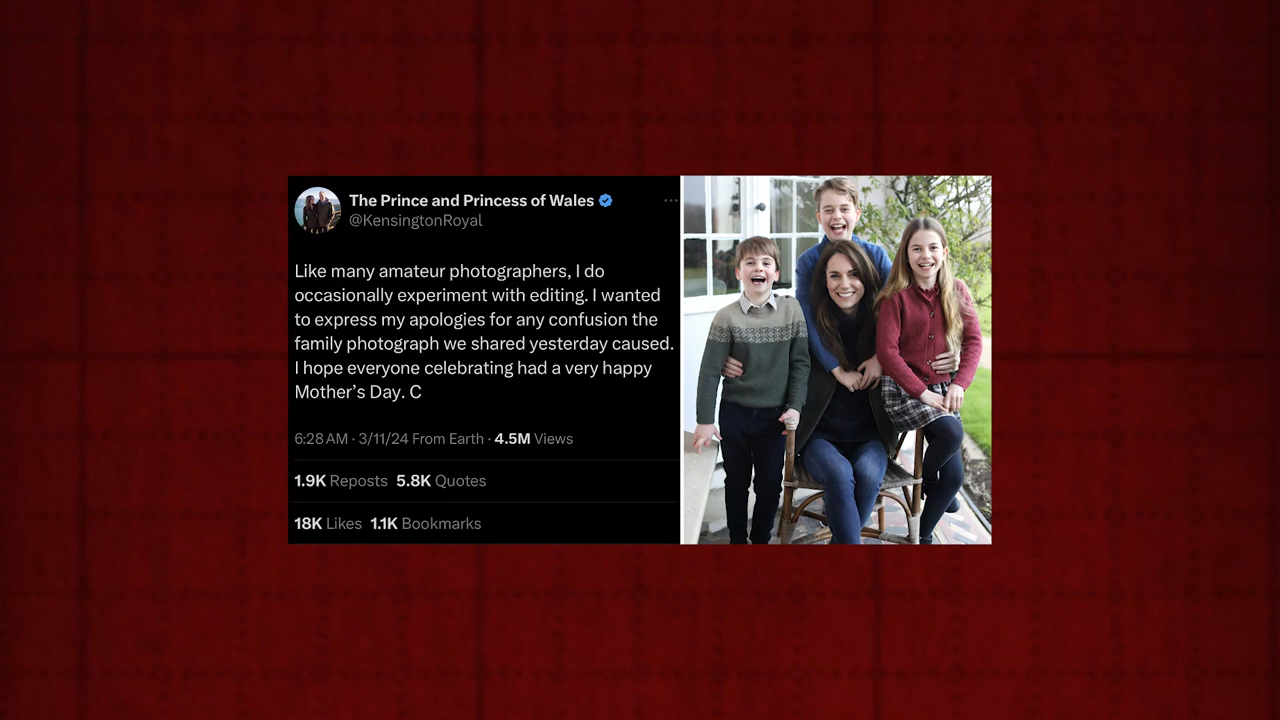 The Prince and Princess of Wales
@KensingtonRoyal
Like many amateur photographers, I do
occasionally experiment with editing. I wanted
to express my apologies for any confusion the
family photograph we shared yesterday caused.
I hope everyone celebrating had a very happy
Mother’s Day. C
6:28 AM · 3/11/24 From Earth · 4.5M Views
1.9K Reposts 5.8K Quotes
18K Likes 1.1K Bookmarks